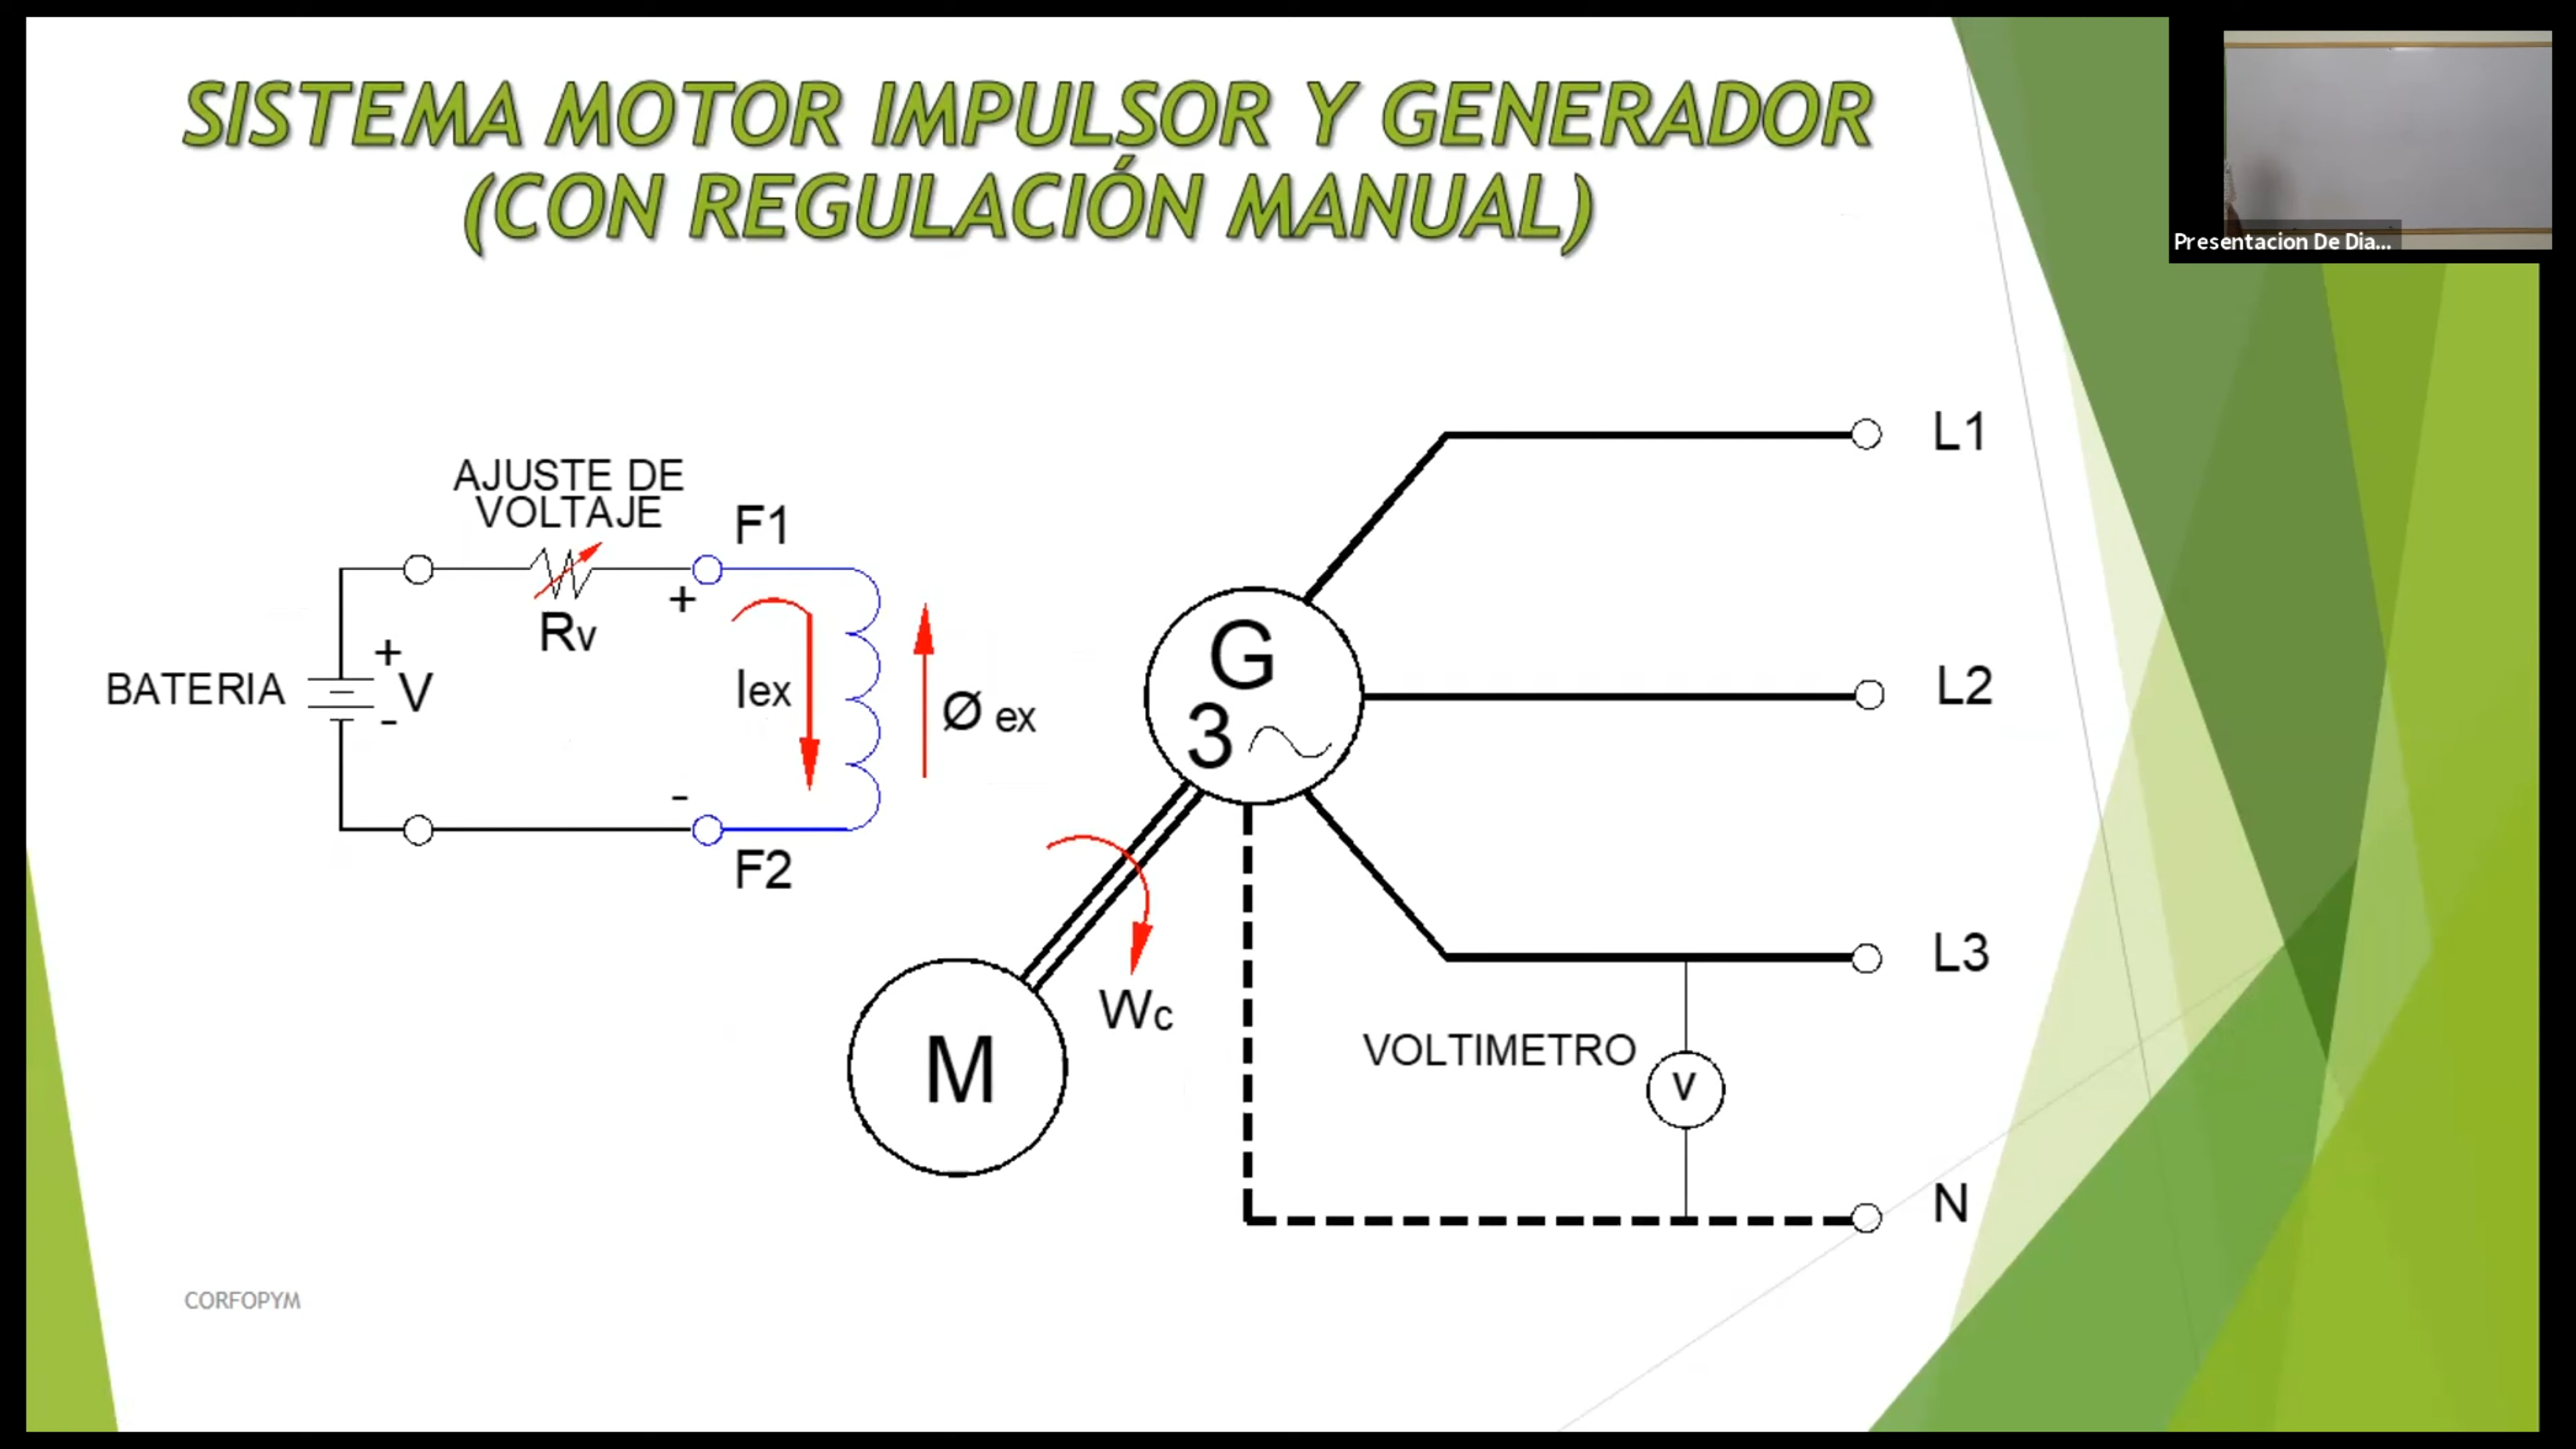 SISTEMA MOTOR IMPULSOR Y GENERADOR
(CON REGULACIÓN MANUAL)
Presentacion De Dia...
L1
AJUSTE DE
VOLTAJE
F1
+
Rv
G
3
L2
BATERIA
+
V
-
Iex
Ø ex
-
F2
Wc
M
L3
VOLTIMETRO
V
N
CORFOPYM